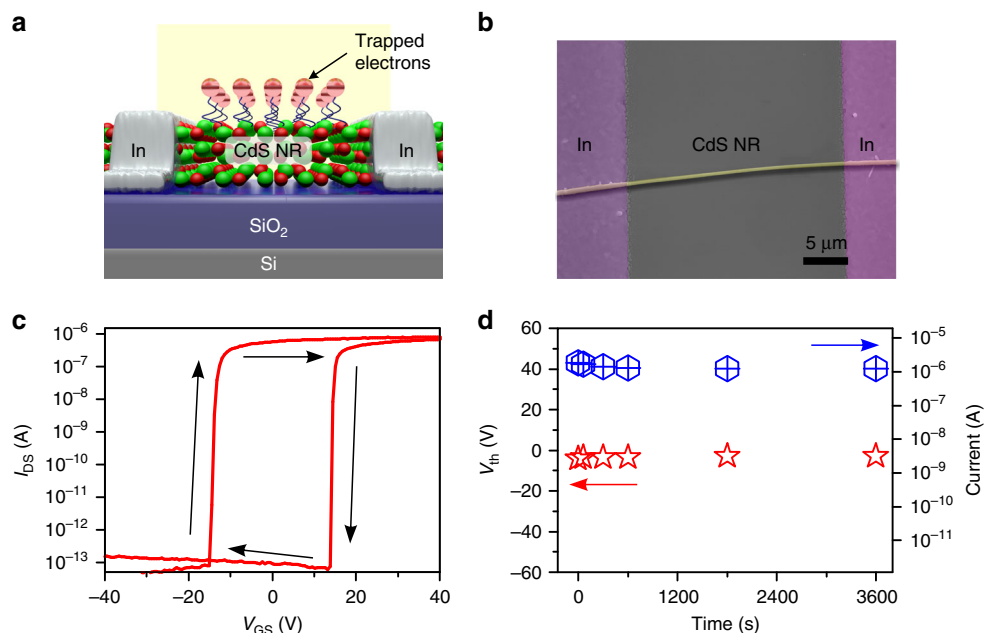 a
Trapped
electrons
In
CdS NR
In
SiO₂
Si
b
In
CdS NR
In
5 μm
c
10⁻⁶
10⁻⁷
10⁻⁸
10⁻⁹
10⁻¹⁰
10⁻¹¹
10⁻¹²
10⁻¹³
I_DS (A)
–40
–20
0
20
40
V_GS (V)
d
60
40
20
0
–20
–40
–60
V_th (V)
10⁻⁵
10⁻⁶
10⁻⁷
10⁻⁸
10⁻⁹
10⁻¹⁰
10⁻¹¹
Current (A)
0
1200
2400
3600
Time (s)